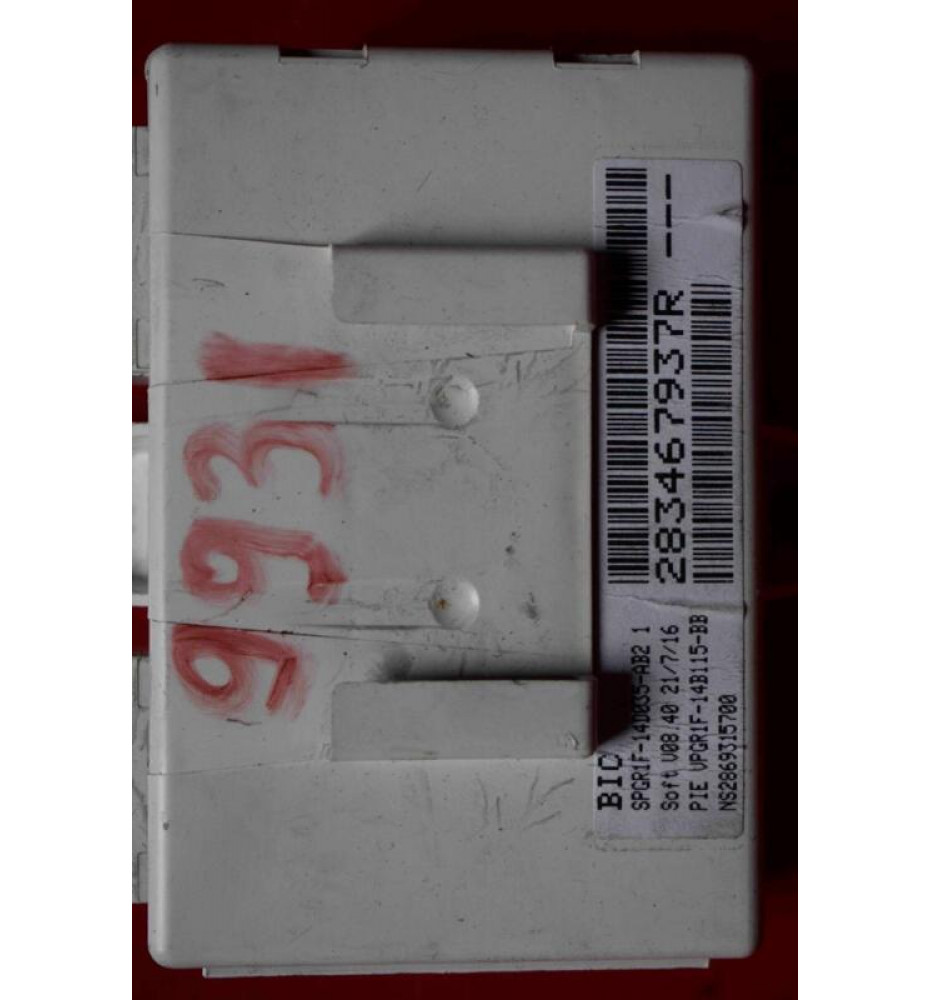 9931
BIC
SPGR1F-14D035-AB2 1
Soft V08.40 21/7/16
PIE VPGR1F-14B115-BB
NS2869315700
283467937R ---